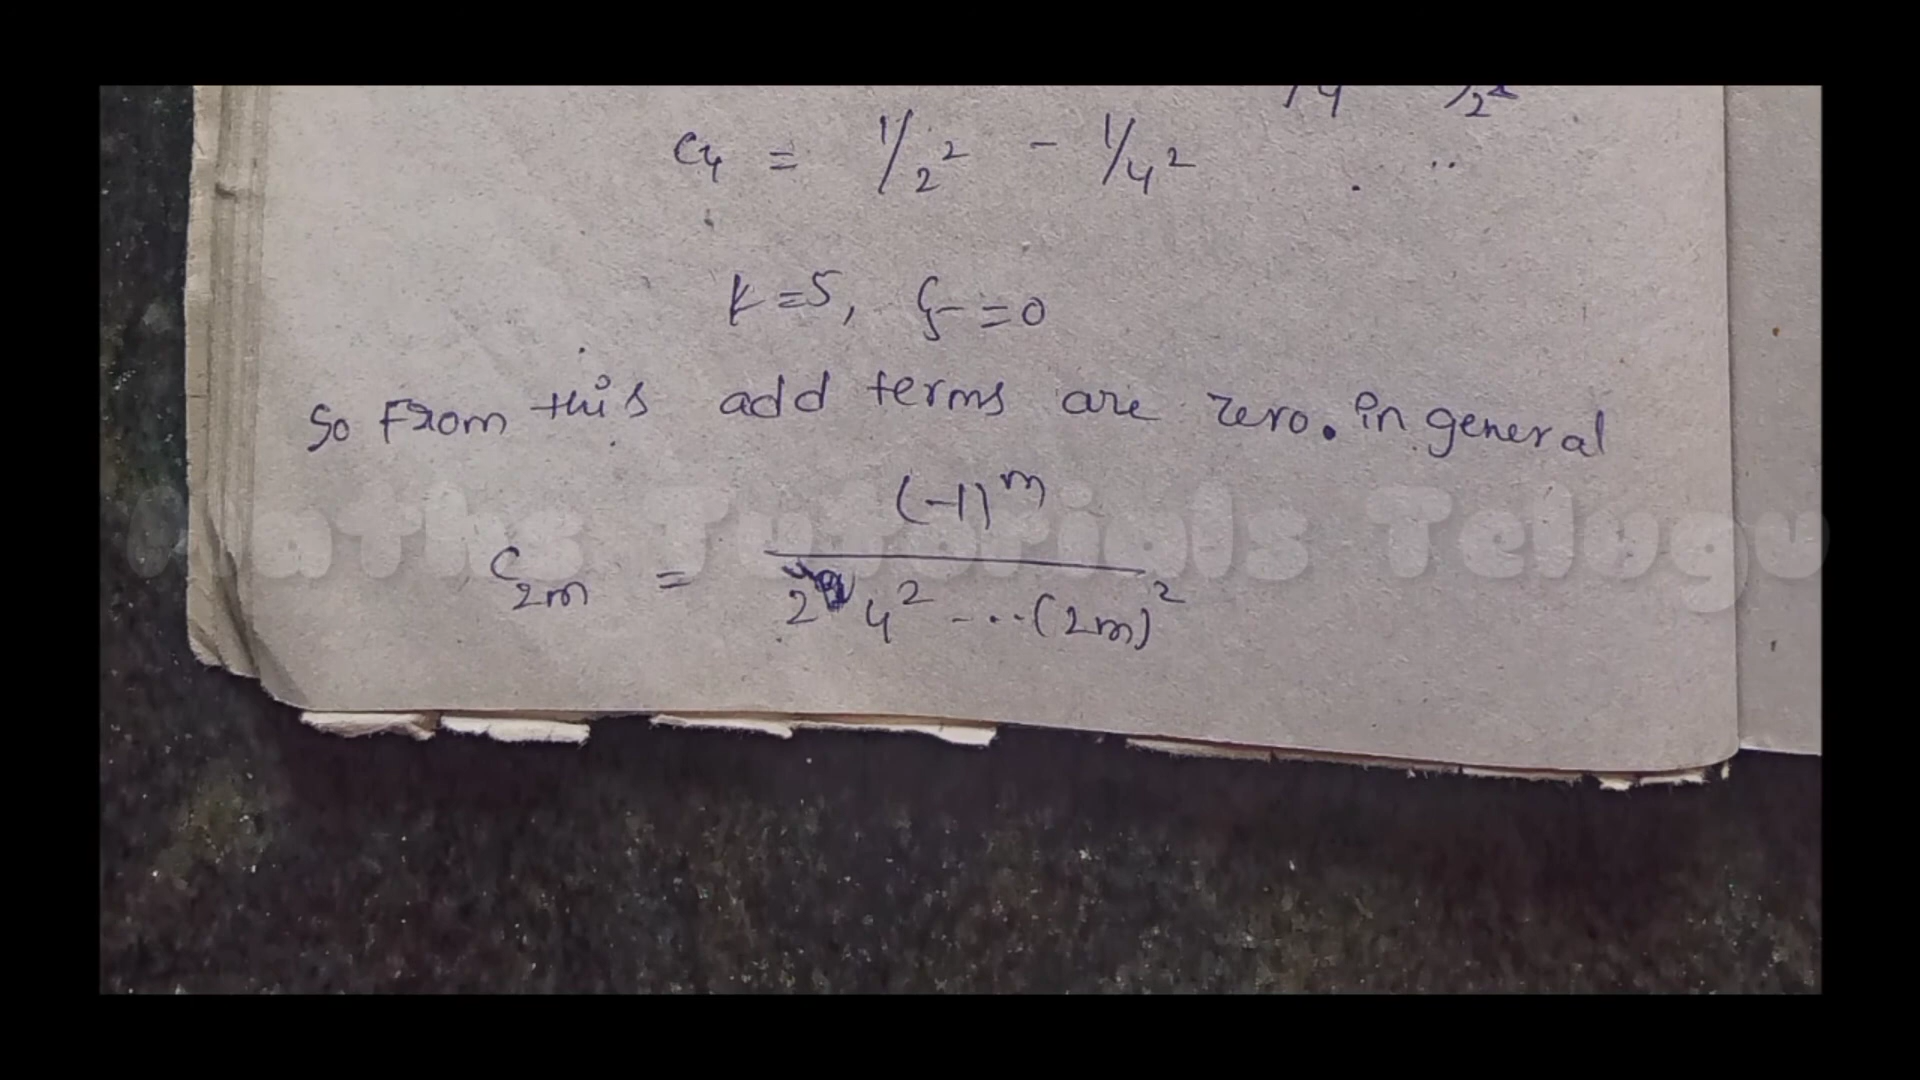 c₄ = 1/2² - 1/4²
k=5, c₅=0
So From this add terms are zero. in general
(-1)ᵐ
c₂ₘ =
2² 4² ---(2m)²
Maths Tutorials Telugu